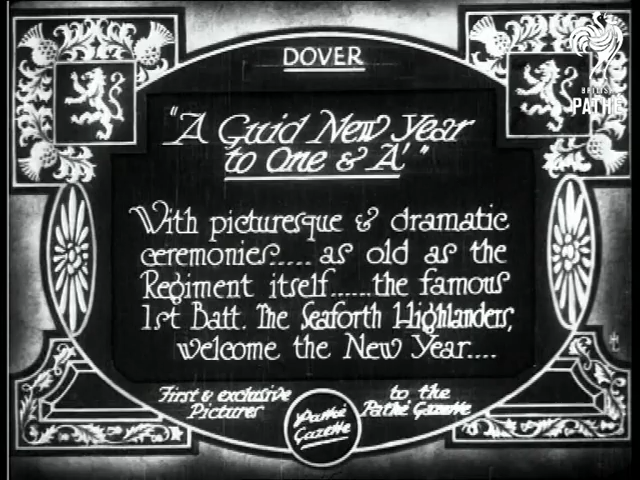 DOVER
BRITISH
PATHÉ
"A Guid New Year
to One & A' "
With picturesque & dramatic
ceremonies..... as old as the
Regiment itself......the famous
1st Batt. The Seaforth Highlanders,
welcome the New Year....
First & exclusive
Pictures
to the
Pathé Gazette
Pathé
Gazette